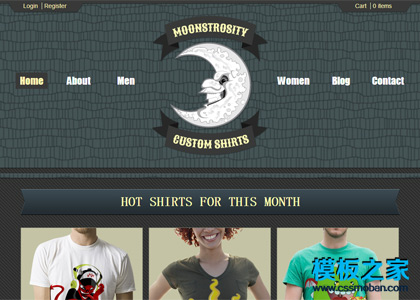 Login | Register
Cart | 0 items
MOONSTROSITY
Home About Men Women Blog Contact
CUSTOM SHIRTS
HOT SHIRTS FOR THIS MONTH
模板之家
www.cssmoban.com